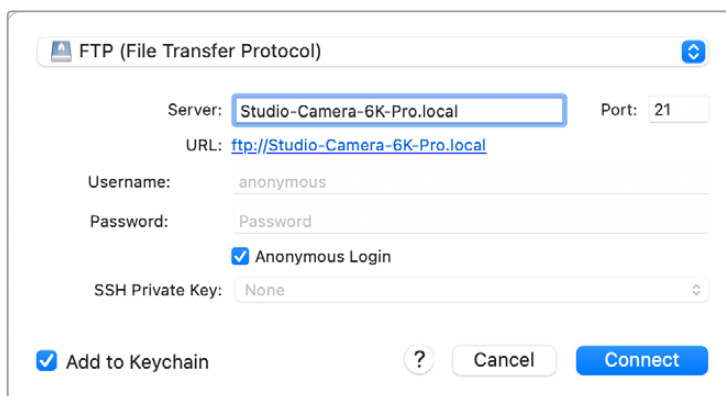 FTP (File Transfer Protocol)
Server: Studio-Camera-6K-Pro.local Port: 21
URL: ftp://Studio-Camera-6K-Pro.local
Username: anonymous
Password: Password
Anonymous Login
SSH Private Key: None
Add to Keychain ? Cancel Connect